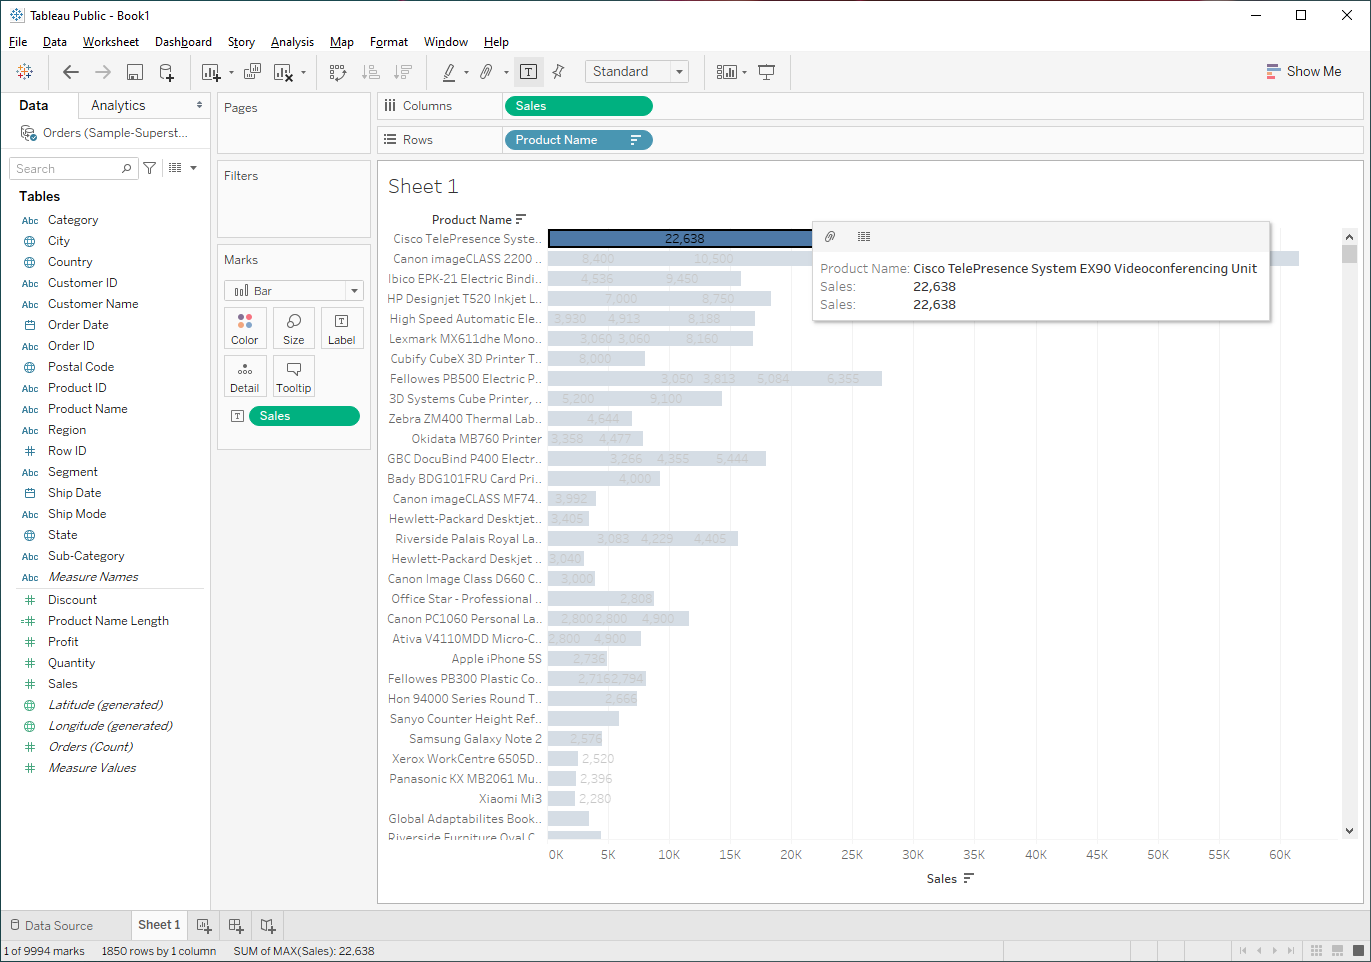 Tableau Public - Book1
File Data Worksheet Dashboard Story Analysis Map Format Window Help
Standard
Show Me
Data
Analytics
Orders (Sample-Superst...
Search
Tables
Abc Category
City
Country
Abc Customer ID
Abc Customer Name
Order Date
Abc Order ID
Postal Code
Abc Product ID
Abc Product Name
Abc Region
Row ID
Abc Segment
Ship Date
Abc Ship Mode
State
Abc Sub-Category
Abc Measure Names
Discount
Product Name Length
Profit
Quantity
Sales
Latitude (generated)
Longitude (generated)
Orders (Count)
Measure Values
Pages
Filters
Marks
Bar
Color Size Label
Detail Tooltip
Sales
Columns
Sales
Rows
Product Name
Sheet 1
Product Name
Cisco TelePresence Syste.. 22,638
Canon imageCLASS 2200 .. 8,400 10,500
Ibico EPK-21 Electric Bindi.. 4,536 9,450
HP Designjet T520 Inkjet L.. 7,000 8,750
High Speed Automatic Ele.. 3,930 4,913 8,188
Lexmark MX611dhe Mono.. 3,060 3,060 8,160
Cubify CubeX 3D Printer T.. 8,000
Fellowes PB500 Electric P.. 3,050 3,813 5,084 6,355
3D Systems Cube Printer, .. 5,200 9,100
Zebra ZM400 Thermal Lab.. 4,644
Okidata MB760 Printer 3,358 4,477
GBC DocuBind P400 Electr.. 3,266 4,355 5,444
Bady BDG101FRU Card Pri.. 4,000
Canon imageCLASS MF74.. 3,992
Hewlett-Packard Desktjet.. 3,405
Riverside Palais Royal La.. 3,083 4,229 4,405
Hewlett-Packard Deskjet .. 3,040
Canon Image Class D660 C.. 3,000
Office Star - Professional .. 2,808
Canon PC1060 Personal La.. 2,800 2,800 4,900
Ativa V4110MDD Micro-C.. 2,800 4,900
Apple iPhone 5S 2,736
Fellowes PB300 Plastic Co.. 2,716 2,794
Hon 94000 Series Round T.. 2,666
Sanyo Counter Height Ref..
Samsung Galaxy Note 2 2,576
Xerox WorkCentre 6505D.. 2,520
Panasonic KX MB2061 Mu.. 2,396
Xiaomi Mi3 2,280
Global Adaptabilites Book..
Riverside Furniture Oval C..
0K 5K 10K 15K 20K 25K 30K 35K 40K 45K 50K 55K 60K
Sales
Product Name: Cisco TelePresence System EX90 Videoconferencing Unit
Sales: 22,638
Sales: 22,638
Data Source
Sheet 1
1 of 9994 marks 1850 rows by 1 column SUM of MAX(Sales): 22,638